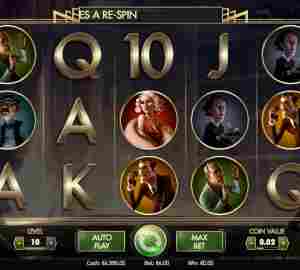 ES A RE-SPIN
Q 10 J
A A
A K Q
LEVEL AUTO PLAY MAX BET COIN VALUE
10 0.02